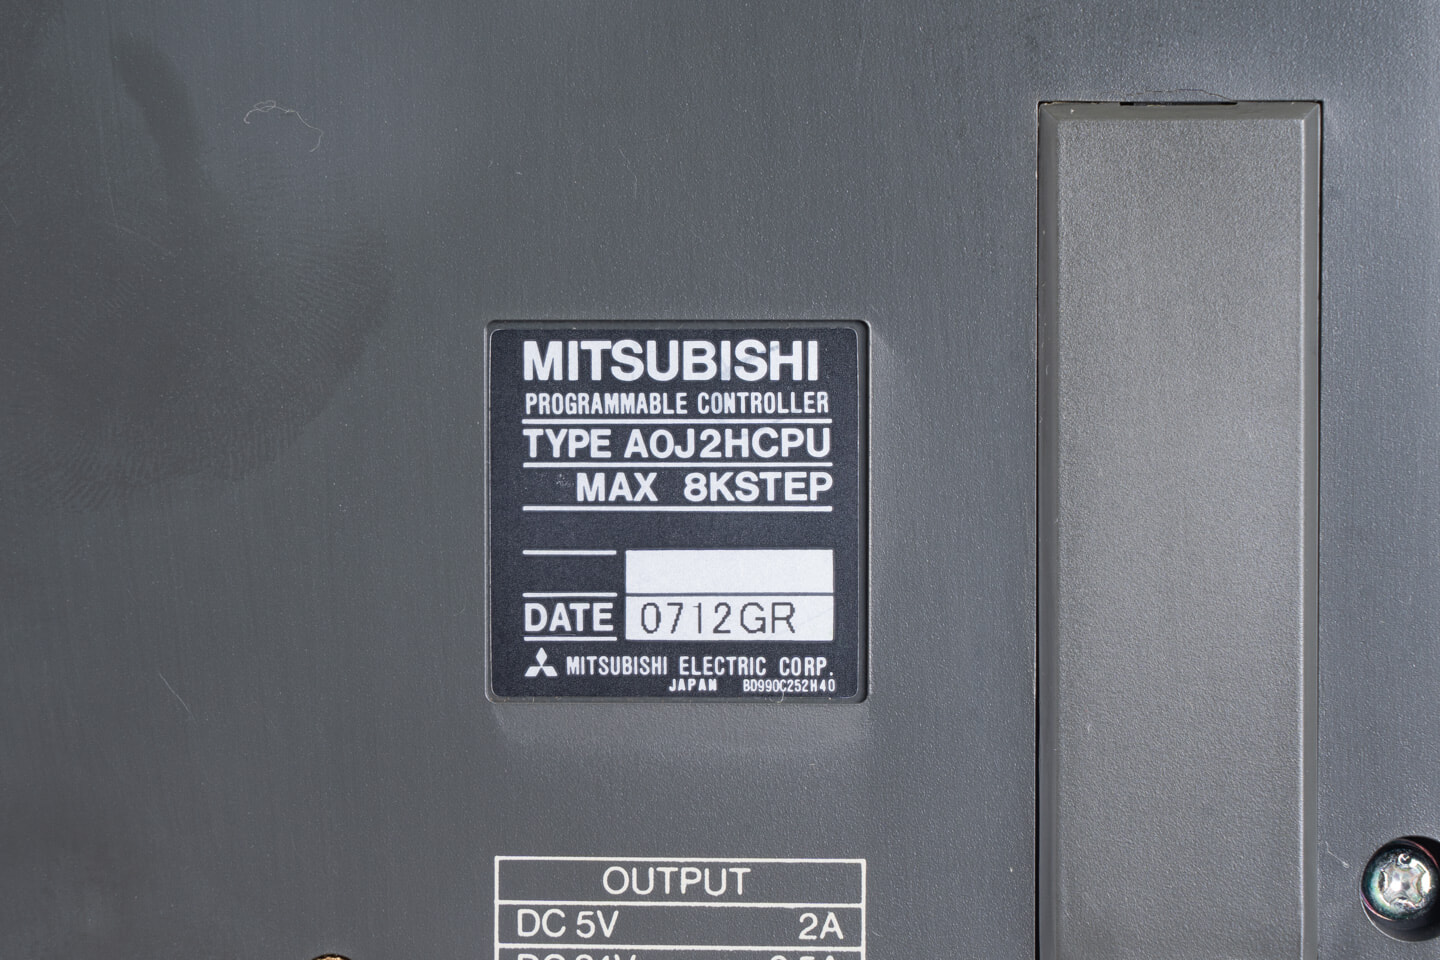 MITSUBISHI
PROGRAMMABLE CONTROLLER
TYPE A0J2HCPU
MAX 8KSTEP
DATE 0712GR
MITSUBISHI ELECTRIC CORP.
JAPAN BD990C252H40
OUTPUT
DC 5V 2A